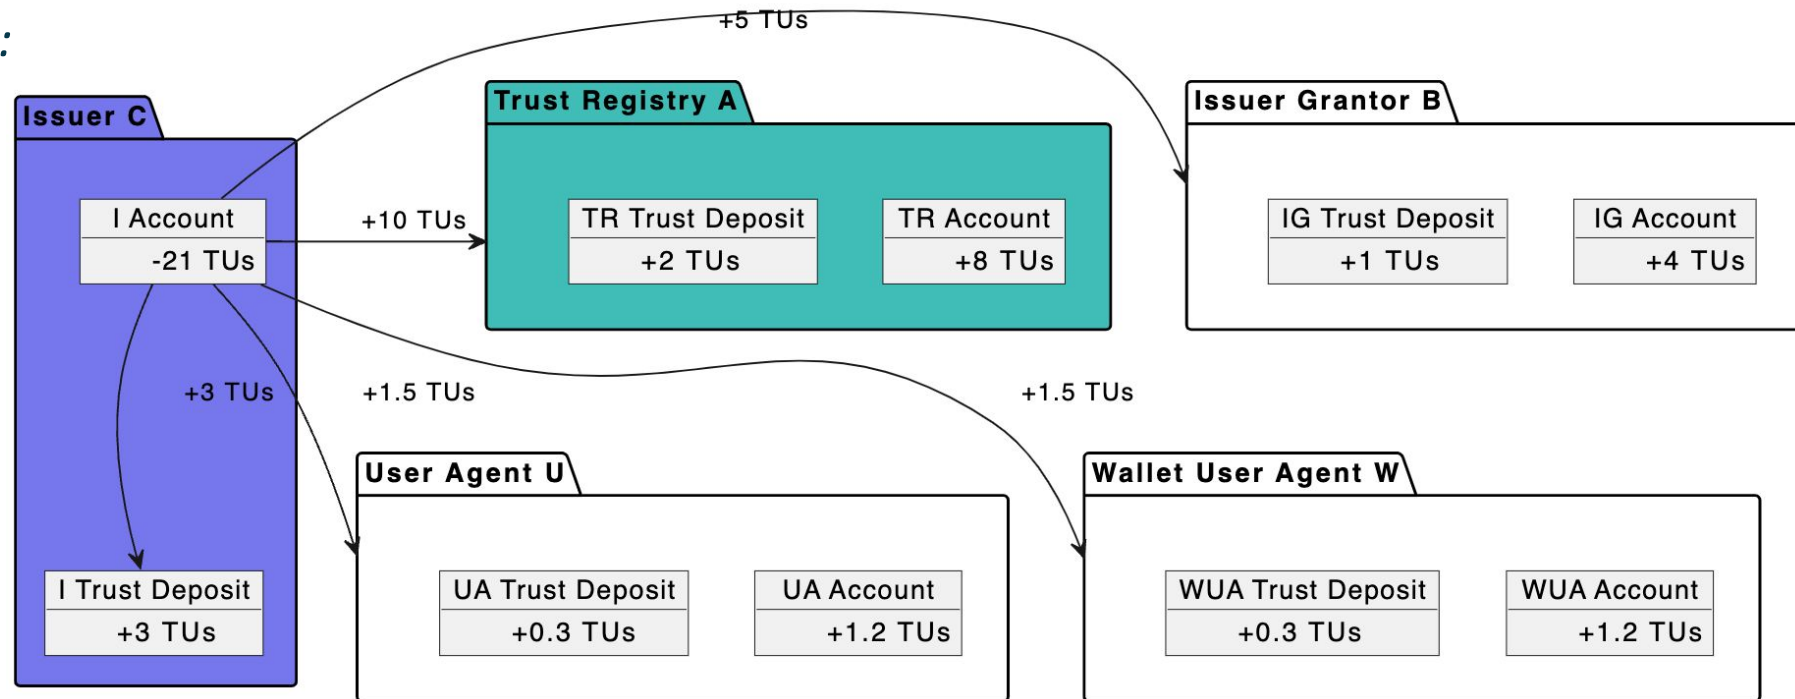 :
+5 TUs
Issuer C
Trust Registry A
Issuer Grantor B
I Account
-21 TUs
+10 TUs
TR Trust Deposit
+2 TUs
TR Account
+8 TUs
IG Trust Deposit
+1 TUs
IG Account
+4 TUs
+3 TUs
+1.5 TUs
+1.5 TUs
User Agent U
Wallet User Agent W
I Trust Deposit
+3 TUs
UA Trust Deposit
+0.3 TUs
UA Account
+1.2 TUs
WUA Trust Deposit
+0.3 TUs
WUA Account
+1.2 TUs